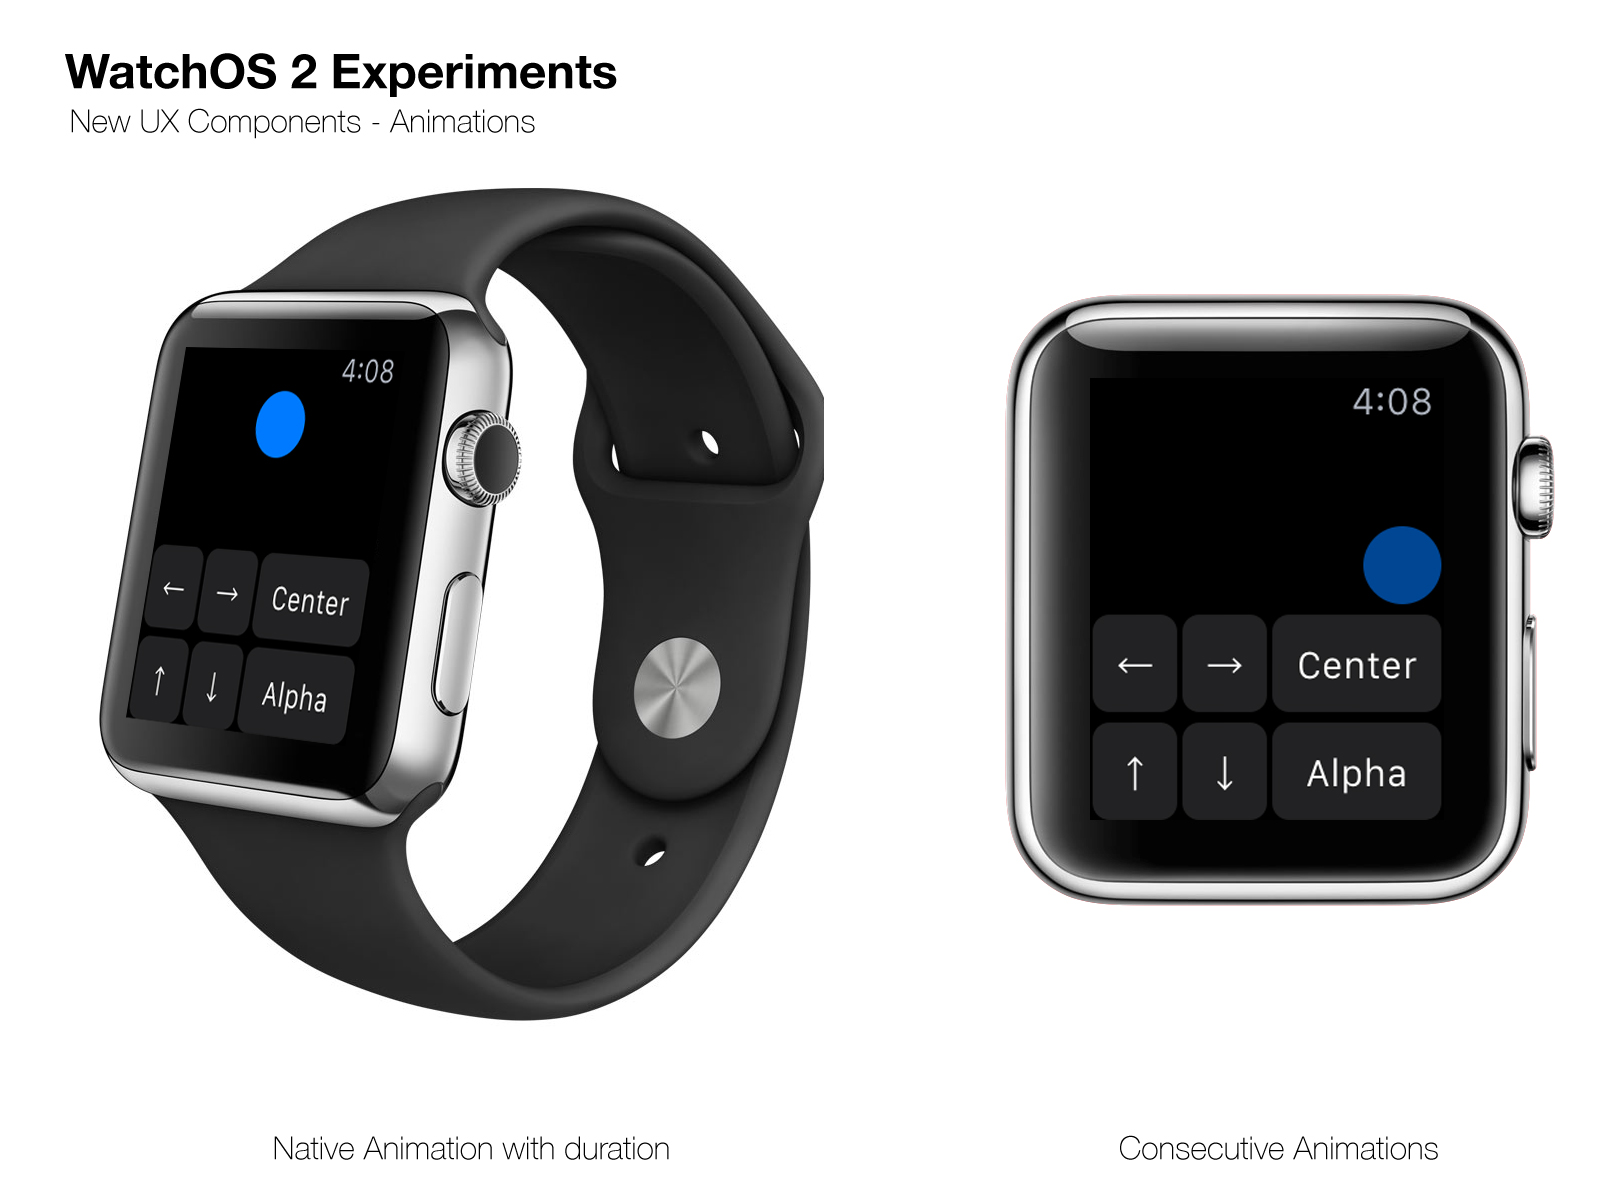 WatchOS 2 Experiments
New UX Components - Animations
4:08
← → Center
↑ ↓ Alpha
4:08
← → Center
↑ ↓ Alpha
Native Animation with duration
Consecutive Animations